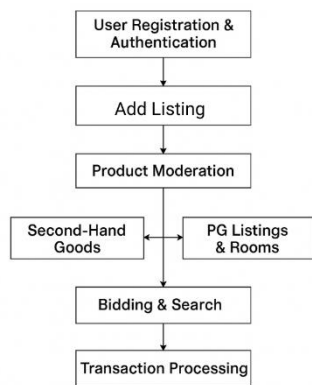 User Registration &
Authentication
Add Listing
Product Moderation
Second-Hand
Goods
PG Listings
& Rooms
Bidding & Search
Transaction Processing